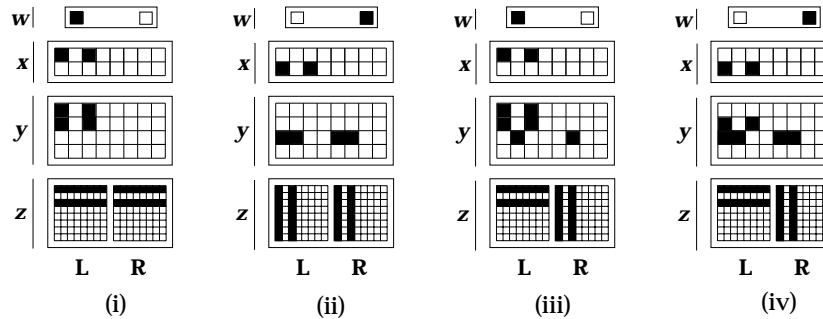 w w w w
x x x x
y y y y
z z z z
L R L R L R L R
(i) (ii) (iii) (iv)